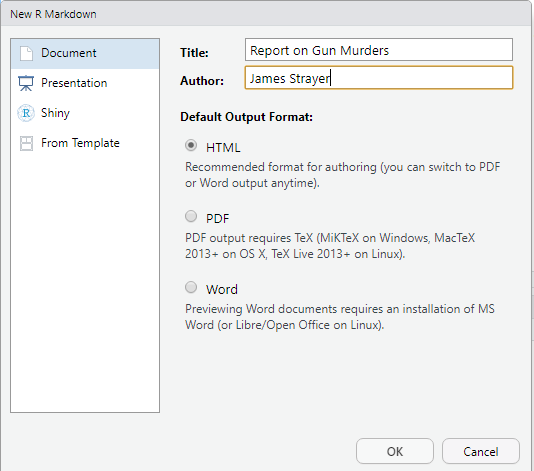 New R Markdown
Document
Presentation
Shiny
From Template
Title: Report on Gun Murders
Author: James Strayer
Default Output Format:
HTML
Recommended format for authoring (you can switch to PDF
or Word output anytime).
PDF
PDF output requires TeX (MiKTeX on Windows, MacTeX
2013+ on OS X, TeX Live 2013+ on Linux).
Word
Previewing Word documents requires an installation of MS
Word (or Libre/Open Office on Linux).
OK Cancel